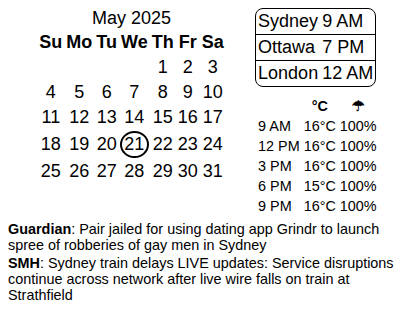 May 2025
Su Mo Tu We Th Fr Sa
1 2 3
4 5 6 7 8 9 10
11 12 13 14 15 16 17
18 19 20 21 22 23 24
25 26 27 28 29 30 31
Sydney 9 AM
Ottawa 7 PM
London 12 AM
°C ☂
9 AM 16°C 100%
12 PM 16°C 100%
3 PM 16°C 100%
6 PM 15°C 100%
9 PM 16°C 100%
Guardian: Pair jailed for using dating app Grindr to launch
spree of robberies of gay men in Sydney
SMH: Sydney train delays LIVE updates: Service disruptions
continue across network after live wire falls on train at
Strathfield